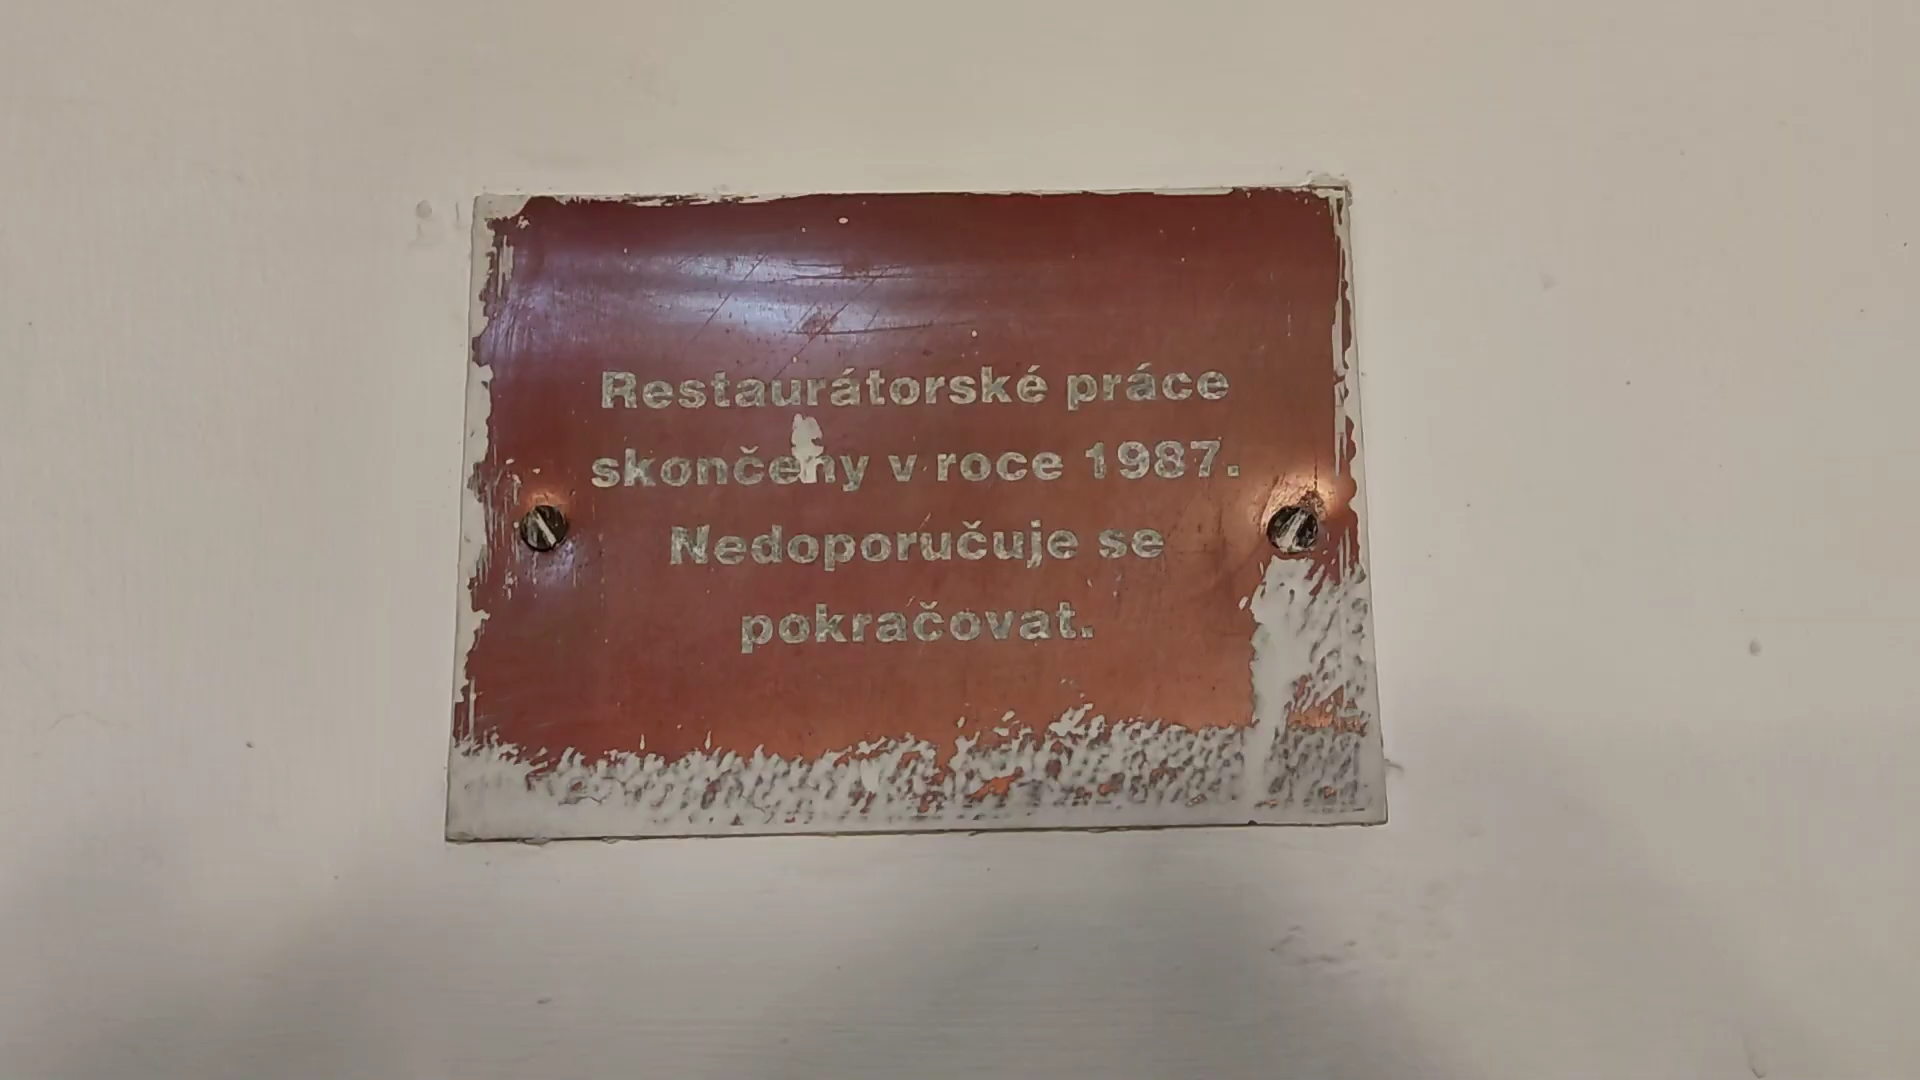 Restaurátorské práce
skončeny v roce 1987.
Nedoporučuje se
pokračovat.